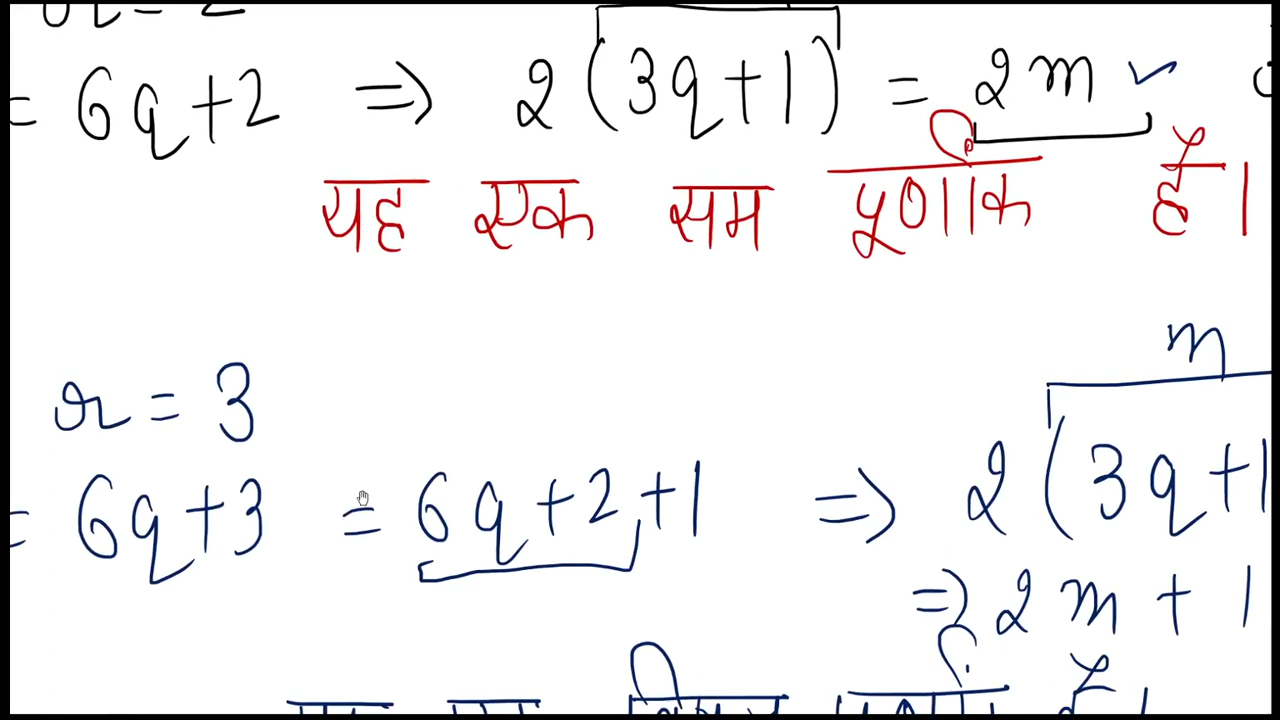 = 6q + 2 ⇒ 2 (3q + 1) = 2m ✓
यह एक सम पूर्णांक है।
m
r = 3
= 6q + 3 = 6q + 2 + 1 ⇒ 2 (3q + 1
⇒ 2m + 1